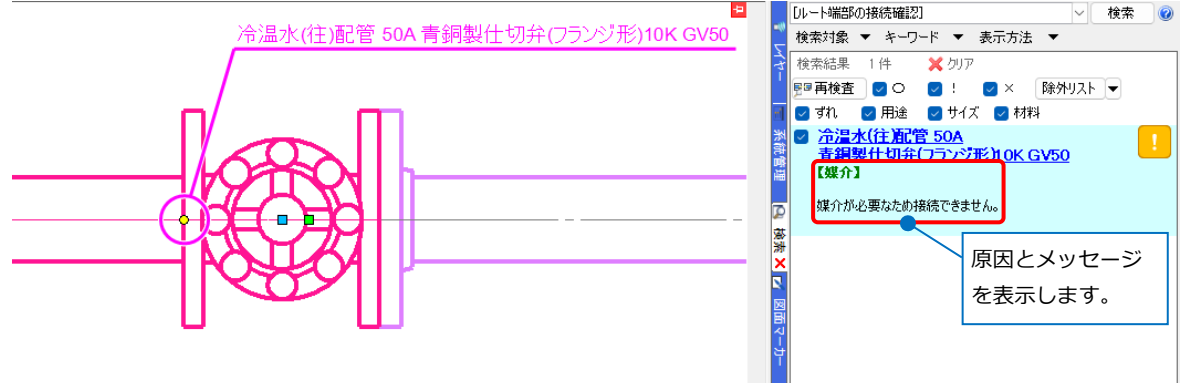 冷温水(往)配管 50A 青銅製仕切弁(フランジ形)10K GV50
レイヤー
系統管理
検索
図面マーカー
[ルート端部の接続確認]
検索
検索対象 ▼ キーワード ▼ 表示方法 ▼
検索結果 1 件 クリア
再検査 〇 ! × 除外リスト ▼
ずれ 用途 サイズ 材料
冷温水(往)配管 50A
青銅製仕切弁(フランジ形)10K GV50
【媒介】
媒介が必要なため接続できません。
原因とメッセージ
を表示します。